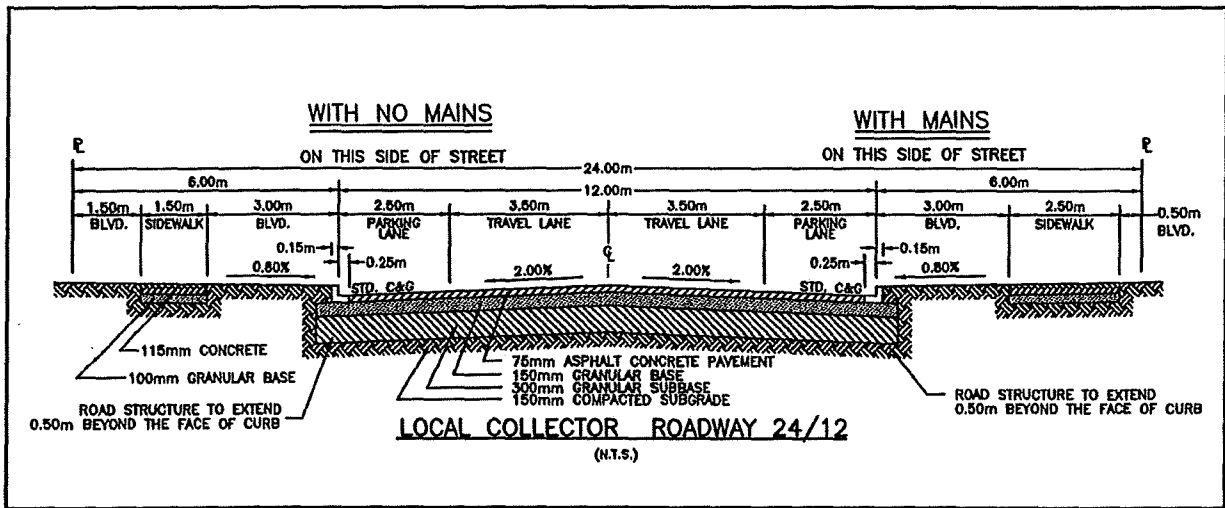 WITH NO MAINS
ON THIS SIDE OF STREET
WITH MAINS
ON THIS SIDE OF STREET
PL
PL
24.00m
6.00m
12.00m
6.00m
1.50m
BLVD.
1.50m
SIDEWALK
3.00m
BLVD.
2.50m
PARKING
LANE
3.50m
TRAVEL LANE
3.50m
TRAVEL LANE
2.50m
PARKING
LANE
3.00m
BLVD.
2.50m
SIDEWALK
0.50m
BLVD.
0.15m
0.25m
0.80%
2.00%
CL
2.00%
0.15m
0.25m
0.80%
STD. C&G
STD. C&G
115mm CONCRETE
100mm GRANULAR BASE
ROAD STRUCTURE TO EXTEND
0.50m BEYOND THE FACE OF CURB
75mm ASPHALT CONCRETE PAVEMENT
150mm GRANULAR BASE
300mm GRANULAR SUBBASE
150mm COMPACTED SUBGRADE
ROAD STRUCTURE TO EXTEND
0.50m BEYOND THE FACE OF CURB
LOCAL COLLECTOR ROADWAY 24/12
(N.T.S.)